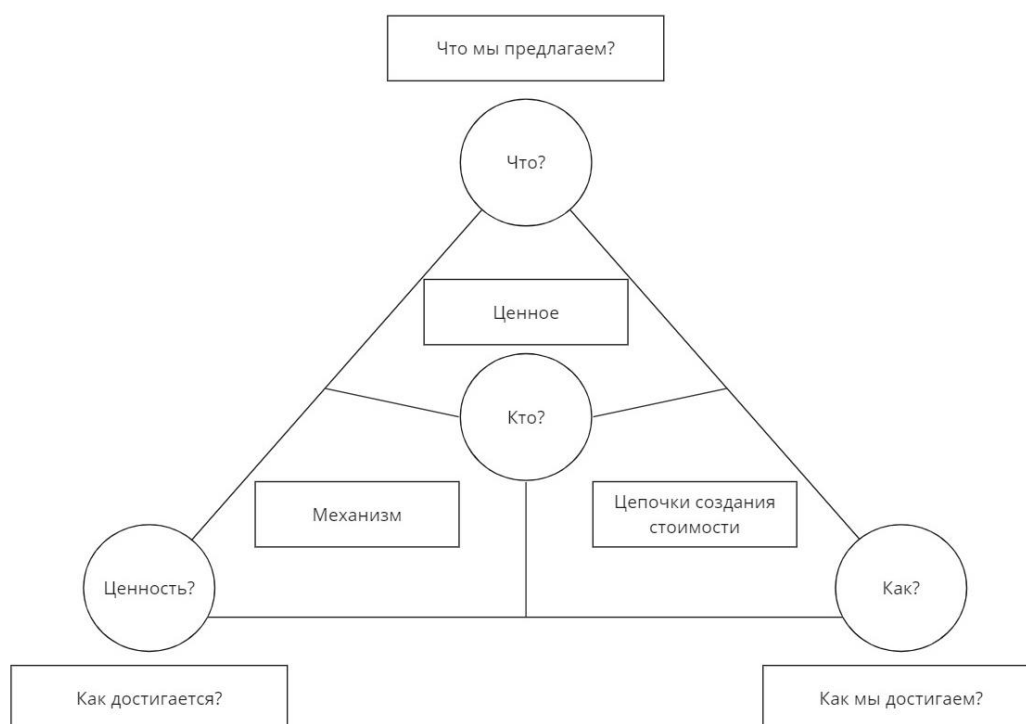 Что мы предлагаем?
Что?
Ценное
Кто?
Механизм
Цепочки создания
стоимости
Ценность?
Как?
Как достигается?
Как мы достигаем?